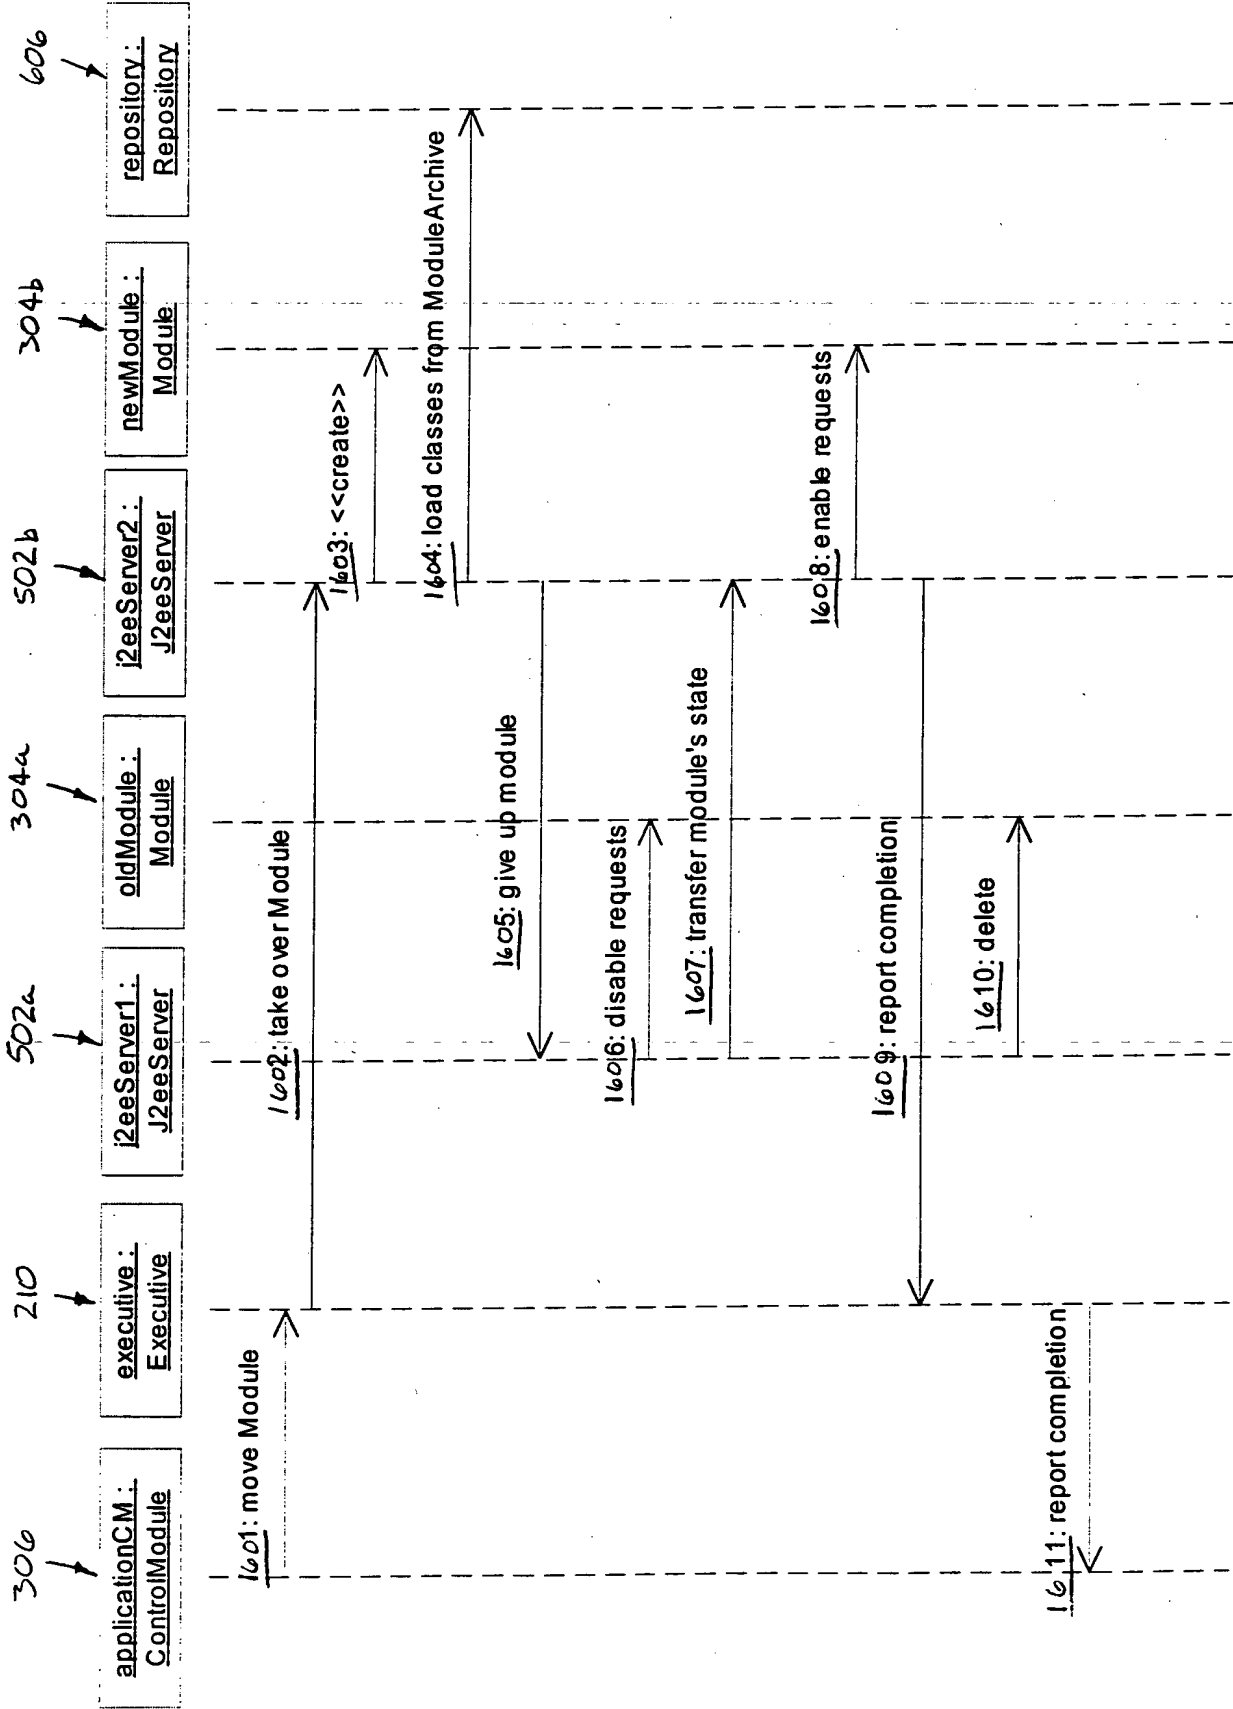 306
210
502a
304a
502b
304b
606
applicationCM :
ControlModule
executive :
Executive
j2eeServer1 :
J2eeServer
oldModule :
Module
j2eeServer2 :
J2eeServer
newModule :
Module
repository :
Repository
1601: move Module
1602: take over Module
1603: <<create>>
1604: load classes from ModuleArchive
1605: give up module
1606: disable requests
1607: transfer module's state
1608: enable requests
1609: report completion
1610: delete
1611: report completion